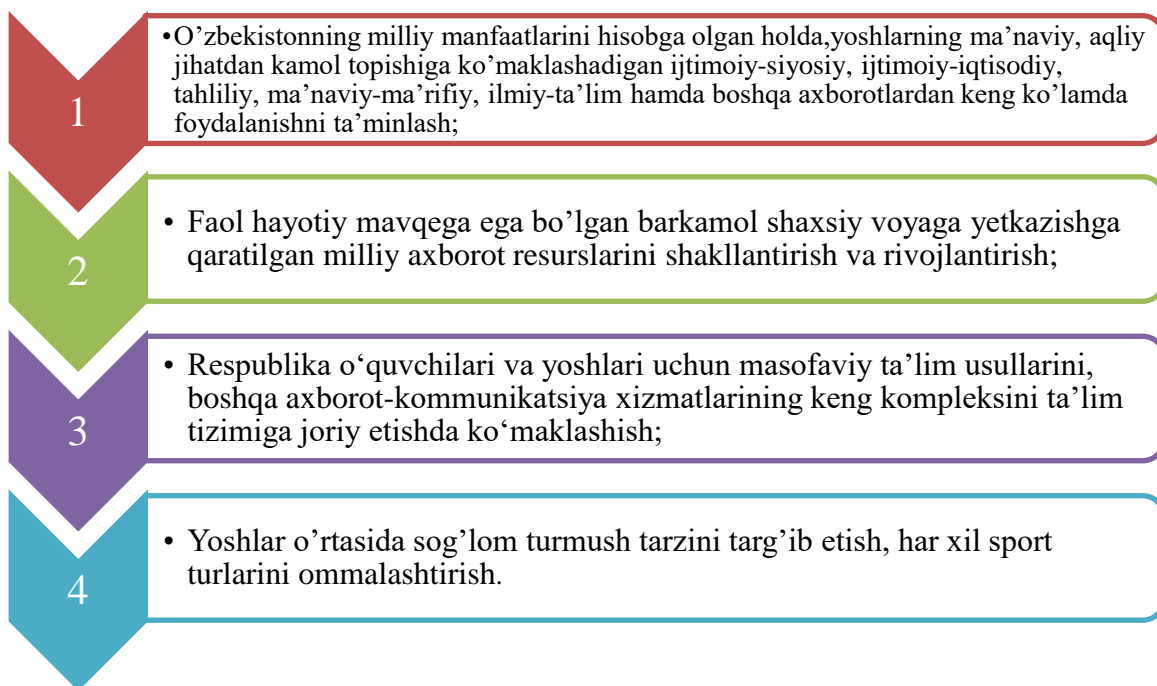 1
•O’zbekistonning milliy manfaatlarini hisobga olgan holda,yoshlarning ma’naviy, aqliy
jihatdan kamol topishiga ko’maklashadigan ijtimoiy-siyosiy, ijtimoiy-iqtisodiy,
tahliliy, ma’naviy-ma’rifiy, ilmiy-ta’lim hamda boshqa axborotlardan keng ko’lamda
foydalanishni ta’minlash;
2
• Faol hayotiy mavqega ega bo’lgan barkamol shaxsiy voyaga yetkazishga
qaratilgan milliy axborot resurslarini shakllantirish va rivojlantirish;
3
• Respublika o‘quvchilari va yoshlari uchun masofaviy ta’lim usullarini,
boshqa axborot-kommunikatsiya xizmatlarining keng kompleksini ta’lim
tizimiga joriy etishda ko‘maklashish;
4
• Yoshlar o’rtasida sog’lom turmush tarzini targ’ib etish, har xil sport
turlarini ommalashtirish.